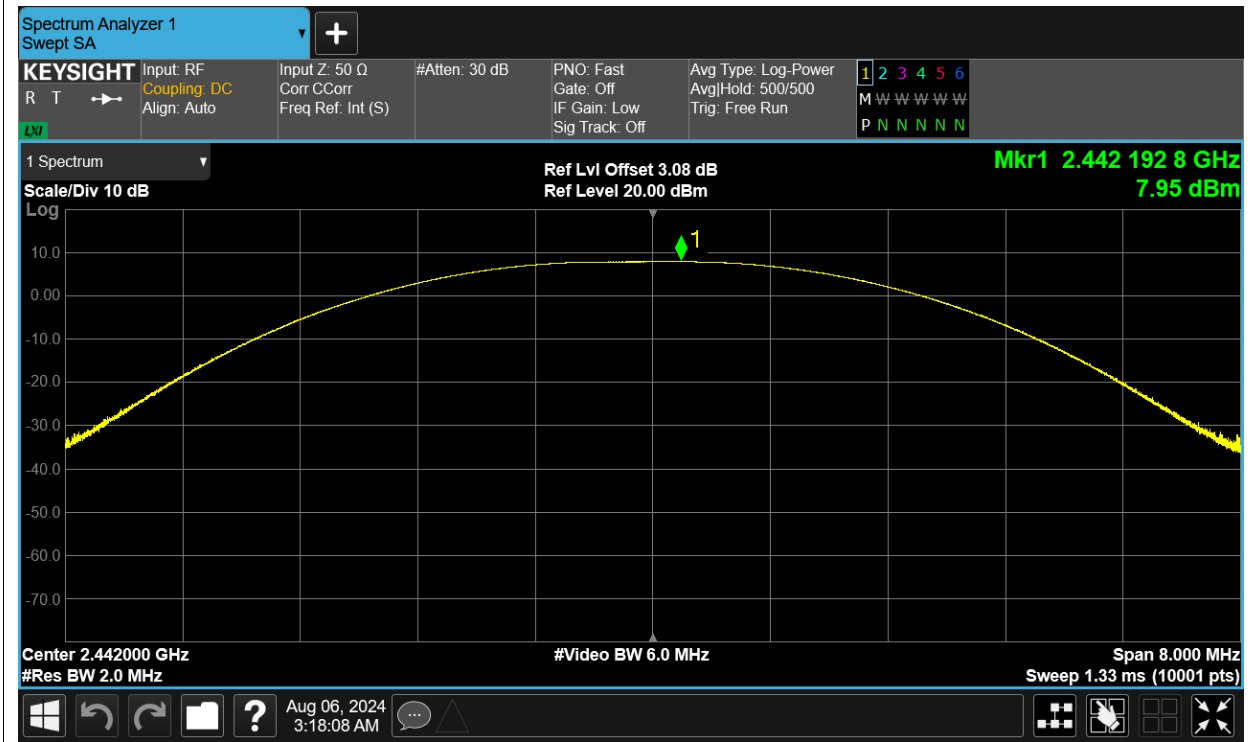 Spectrum Analyzer 1
Swept SA
KEYSIGHT
R T
LXI
Input: RF
Coupling: DC
Align: Auto
Input Z: 50 Ω
Corr CCorr
Freq Ref: Int (S)
#Atten: 30 dB
PNO: Fast
Gate: Off
IF Gain: Low
Sig Track: Off
Avg Type: Log-Power
Avg|Hold: 500/500
Trig: Free Run
1 2 3 4 5 6
M W W W W W
P N N N N N
1 Spectrum
Scale/Div 10 dB
Log
Ref Lvl Offset 3.08 dB
Ref Level 20.00 dBm
Mkr1 2.442 192 8 GHz
7.95 dBm
1
10.0
0.00
-10.0
-20.0
-30.0
-40.0
-50.0
-60.0
-70.0
Center 2.442000 GHz
#Res BW 2.0 MHz
#Video BW 6.0 MHz
Span 8.000 MHz
Sweep 1.33 ms (10001 pts)
?
Aug 06, 2024
3:18:08 AM